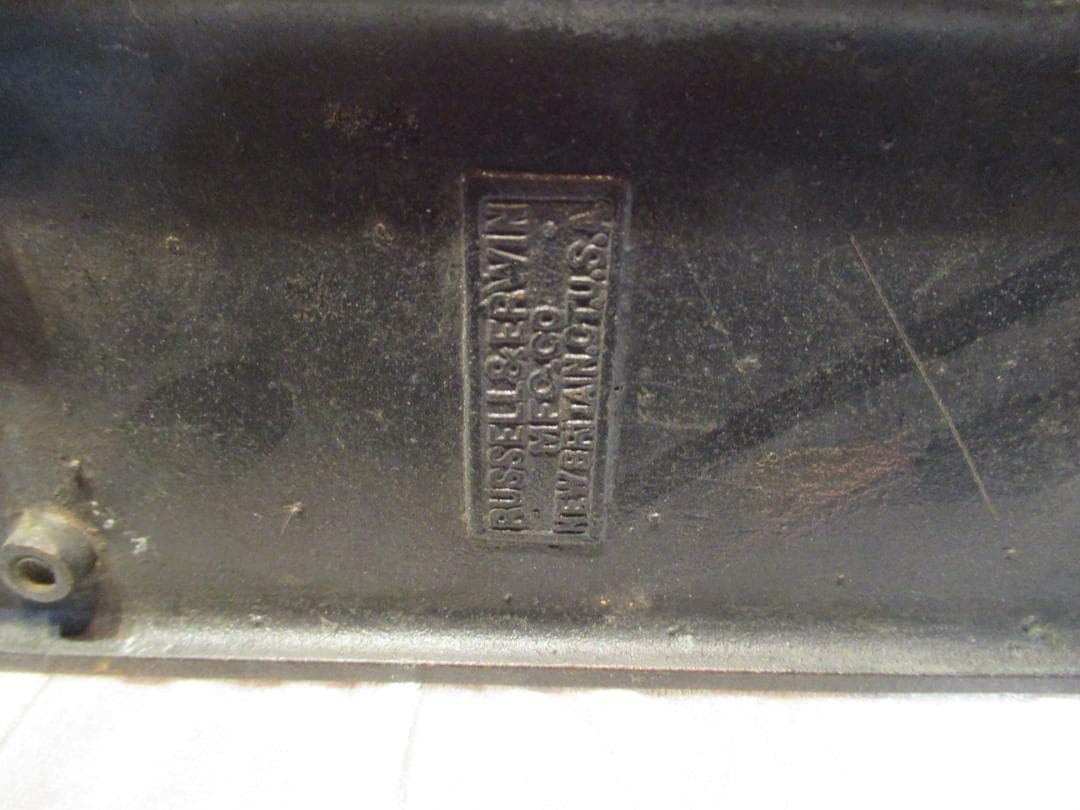 RUSSELL & ERWIN
MFG. CO.
NEW BRITAIN. CT. U.S.A.